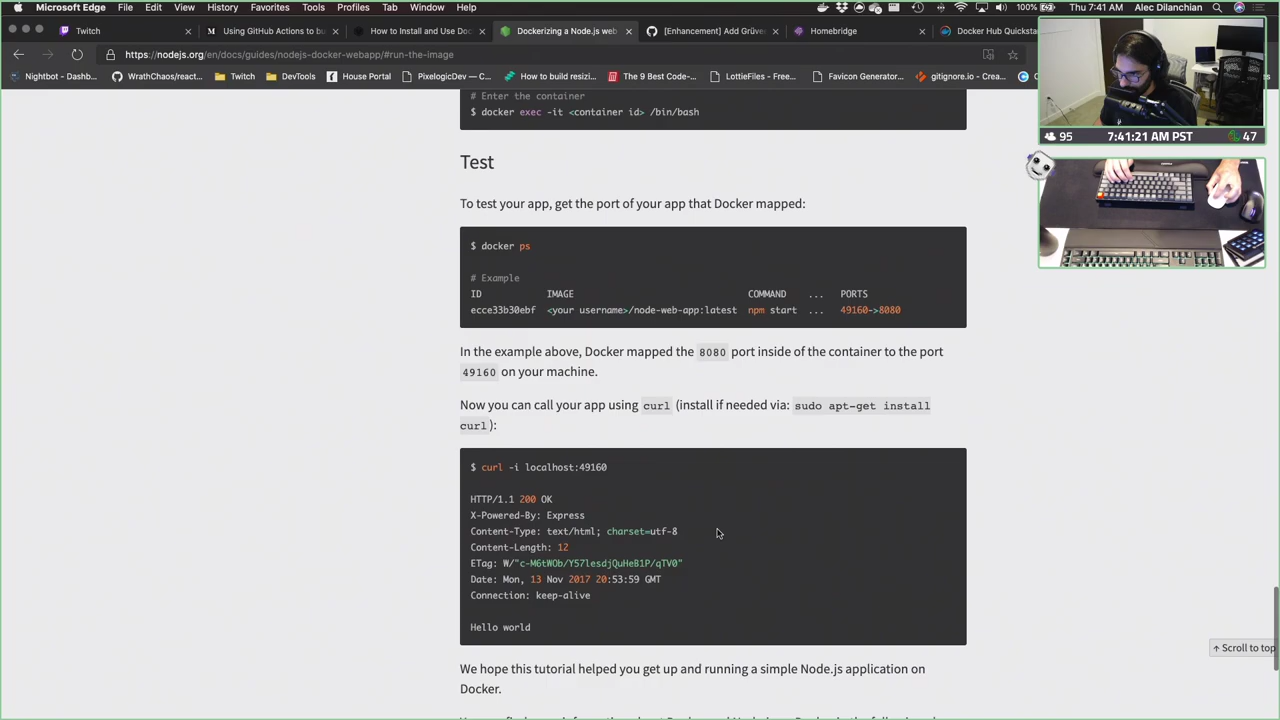 Microsoft Edge File Edit View History Favorites Tools Profiles Tab Window Help
100% Thu 7:41 AM Alec Dilanchian
Twitch
Using GitHub Actions to bu
How to Install and Use Doc
Dockerizing a Node.js web
[Enhancement] Add Grüve
Homebridge
Docker Hub Quicksta
https://nodejs.org/en/docs/guides/nodejs-docker-webapp/#run-the-image
Nightbot - Dashbo...
WrathChaos/react...
Twitch
DevTools
House Portal
PixelogicDev — C...
How to build resizi...
The 9 Best Code-...
LottieFiles - Free...
Favicon Generator...
gitignore.io - Crea...
# Enter the container
$ docker exec -it <container id> /bin/bash
Test
To test your app, get the port of your app that Docker mapped:
$ docker ps
# Example
ID IMAGE COMMAND ... PORTS
ecce33b30ebf <your username>/node-web-app:latest npm start ... 49160->8080
In the example above, Docker mapped the 8080 port inside of the container to the port
49160 on your machine.
Now you can call your app using curl (install if needed via: sudo apt-get install
curl):
$ curl -i localhost:49160
HTTP/1.1 200 OK
X-Powered-By: Express
Content-Type: text/html; charset=utf-8
Content-Length: 12
ETag: W/"c-M6tWOb/Y57lesdjQuHeB1P/qTV0"
Date: Mon, 13 Nov 2017 20:53:59 GMT
Connection: keep-alive
Hello world
We hope this tutorial helped you get up and running a simple Node.js application on
Docker.
95 7:41:21 AM PST 47
↑ Scroll to top